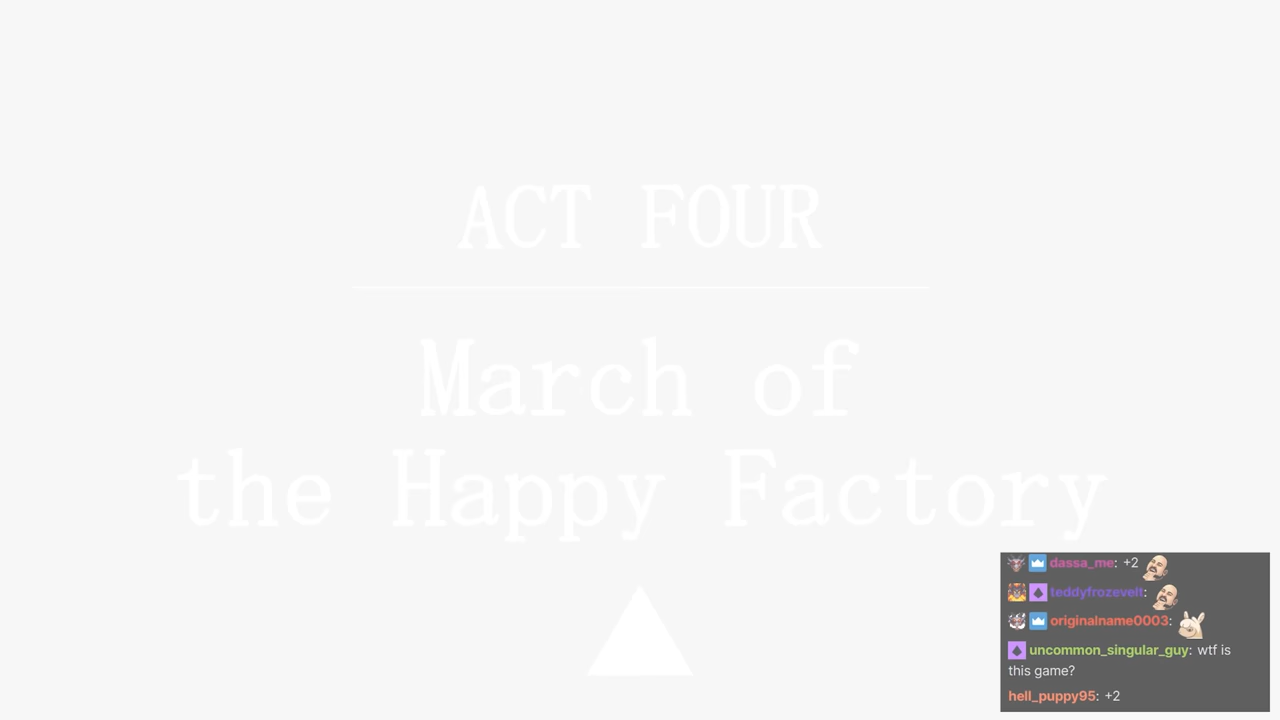 ACT FOUR
March of
the Happy Factory
dassa_me: +2
teddyfrozevelt:
originalname0003:
uncommon_singular_guy: wtf is
this game?
hell_puppy95: +2